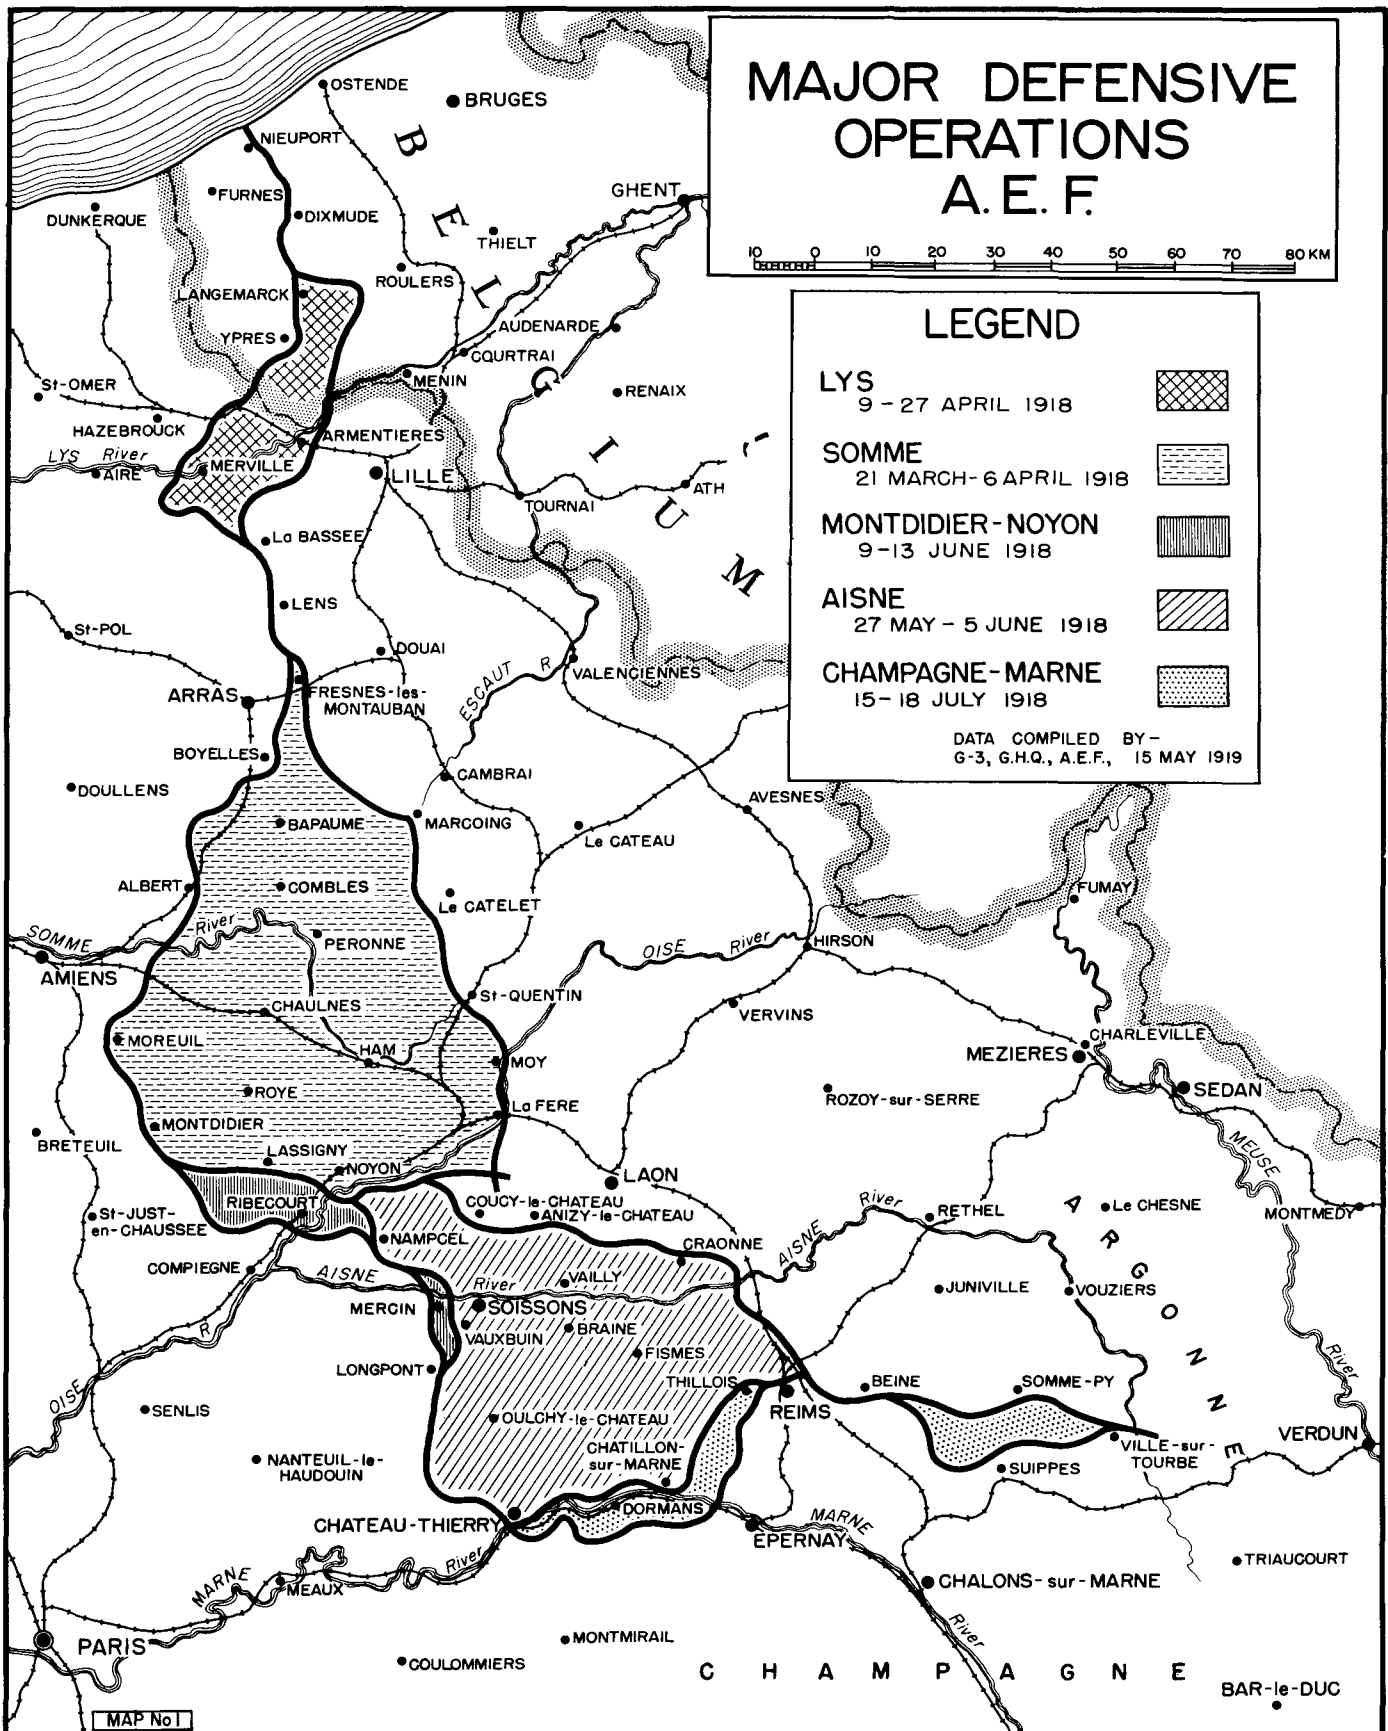 MAJOR DEFENSIVE
OPERATIONS
A. E. F.
10 0 10 20 30 40 50 60 70 80 KM
LEGEND
LYS
9-27 APRIL 1918
SOMME
21 MARCH-6 APRIL 1918
MONTDIDIER-NOYON
9-13 JUNE 1918
AISNE
27 MAY-5 JUNE 1918
CHAMPAGNE-MARNE
15-18 JULY 1918
DATA COMPILED BY-
G-3, G.H.Q., A.E.F., 15 MAY 1919
OSTENDE
BRUGES
NIEUPORT
FURNES
DUNKERQUE
DIXMUDE
GHENT
THIELT
ROULERS
LANGEMARCK
YPRES
AUDENARDE
COURTRAI
MENIN
RENAIX
BELGIUM
St-OMER
HAZEBROUCK
ARMENTIERES
LYS River
AIRE
MERVILLE
LILLE
ATH
TOURNAI
La BASSEE
LENS
St-POL
DOUAI
ESCAUT R
VALENCIENNES
ARRAS
FRESNES-les-
MONTAUBAN
BOYELLES
CAMBRAI
DOULLENS
BAPAUME
MARCOING
AVESNES
Le CATEAU
ALBERT
COMBLES
Le CATELET
FUMAY
SOMME River
PERONNE
OISE River
HIRSON
AMIENS
CHAULNES
St-QUENTIN
VERVINS
MOREUIL
HAM
MOY
MEZIERES
CHARLEVILLE
SEDAN
ROYE
La FERE
ROZOY-sur-SERRE
BRETEUIL
MONTDIDIER
LASSIGNY
NOYON
LAON
MEUSE River
St-JUST-
en-CHAUSSEE
RIBECOURT
COUCY-le-CHATEAU
ANIZY-le-CHATEAU
AISNE River
RETHEL
Le CHESNE
MONTMEDY
ARGONNE
NAMPCEL
CRAONNE
COMPIEGNE
AISNE River
VAILLY
JUNIVILLE
VOUZIERS
MERCIN
SOISSONS
VAUXBUIN
BRAINE
FISMES
LONGPONT
THILLOIS
REIMS
BEINE
SOMME-PY
OISE R
SENLIS
OULCHY-le-CHATEAU
NANTEUIL-le-
HAUDOUIN
CHATILLON-
sur-MARNE
VILLE-sur-
TOURBE
VERDUN
SUIPPES
CHATEAU-THIERRY
DORMANS
EPERNAY
MARNE River
MARNE River
MEAUX
TRIAUCOURT
CHALONS-sur-MARNE
PARIS
MONTMIRAIL
COULOMMIERS
CHAMPAGNE
BAR-le-DUC
MAP No 1